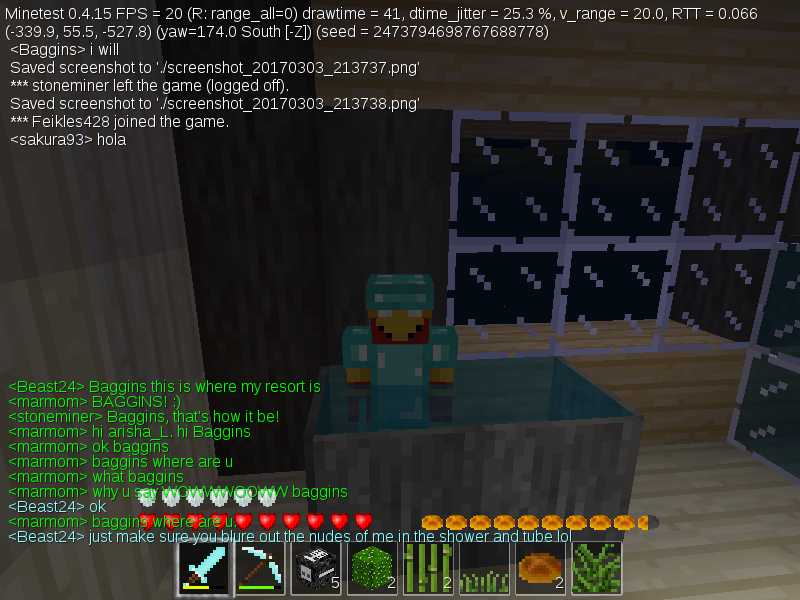 Minetest 0.4.15 FPS = 20 (R: range_all=0) drawtime = 41, dtime_jitter = 25.3 %, v_range = 20.0, RTT = 0.066
(-339.9, 55.5, -527.8) (yaw=174.0 South [-Z]) (seed = 2473794698767688778)
<Baggins> i will
Saved screenshot to './screenshot_20170303_213737.png'
*** stoneminer left the game (logged off).
Saved screenshot to './screenshot_20170303_213738.png'
*** Feikles428 joined the game.
<sakura93> hola
<Beast24> Baggins this is where my resort is
<marmom> BAGGINS! :)
<stoneminer> Baggins, that's how it be!
<marmom> hi arisha_L. hi Baggins
<marmom> ok baggins
<marmom> baggins where are u
<marmom> what baggins
<marmom> why u say baggins
<Beast24> ok
<marmom> baggins where are u.
<Beast24> just make sure you blure out the nudes of me in the shower and tube lol
5
2
2
2